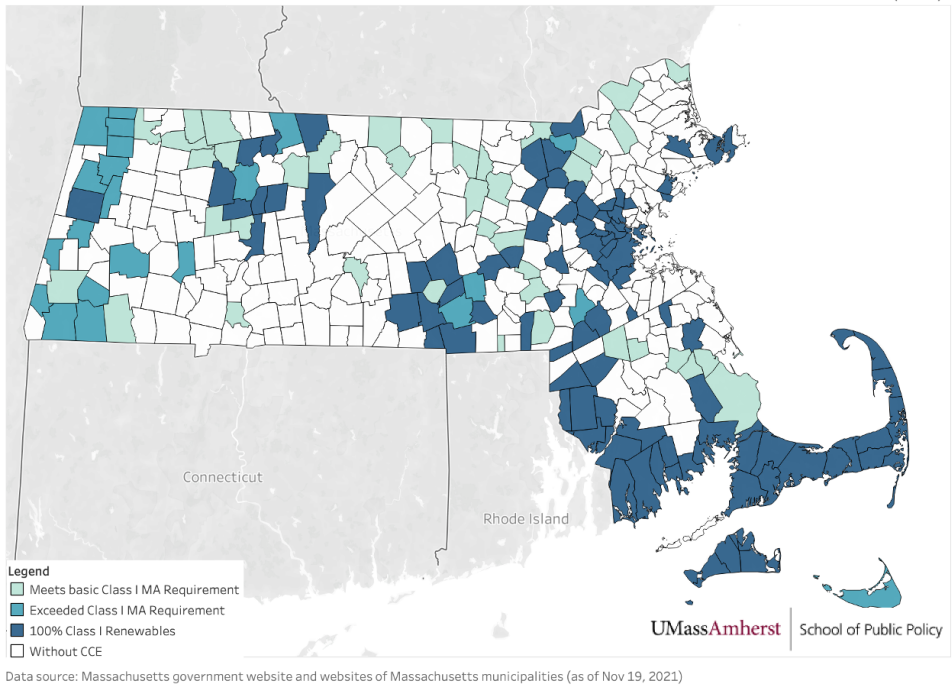 Connecticut
Rhode Island
Legend
Meets basic Class I MA Requirement
Exceeded Class I MA Requirement
100% Class I Renewables
Without CCE
UMassAmherst | School of Public Policy
Data source: Massachusetts government website and websites of Massachusetts municipalities (as of Nov 19, 2021)